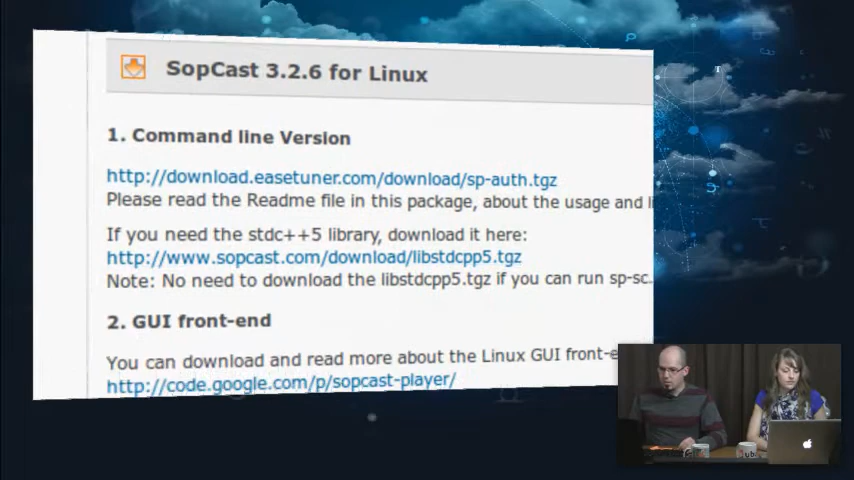 SopCast 3.2.6 for Linux
1. Command line Version
http://download.easetuner.com/download/sp-auth.tgz
Please read the Readme file in this package, about the usage and li
If you need the stdc++5 library, download it here:
http://www.sopcast.com/download/libstdcpp5.tgz
Note: No need to download the libstdcpp5.tgz if you can run sp-sc.
2. GUI front-end
You can download and read more about the Linux GUI front-e
http://code.google.com/p/sopcast-player/